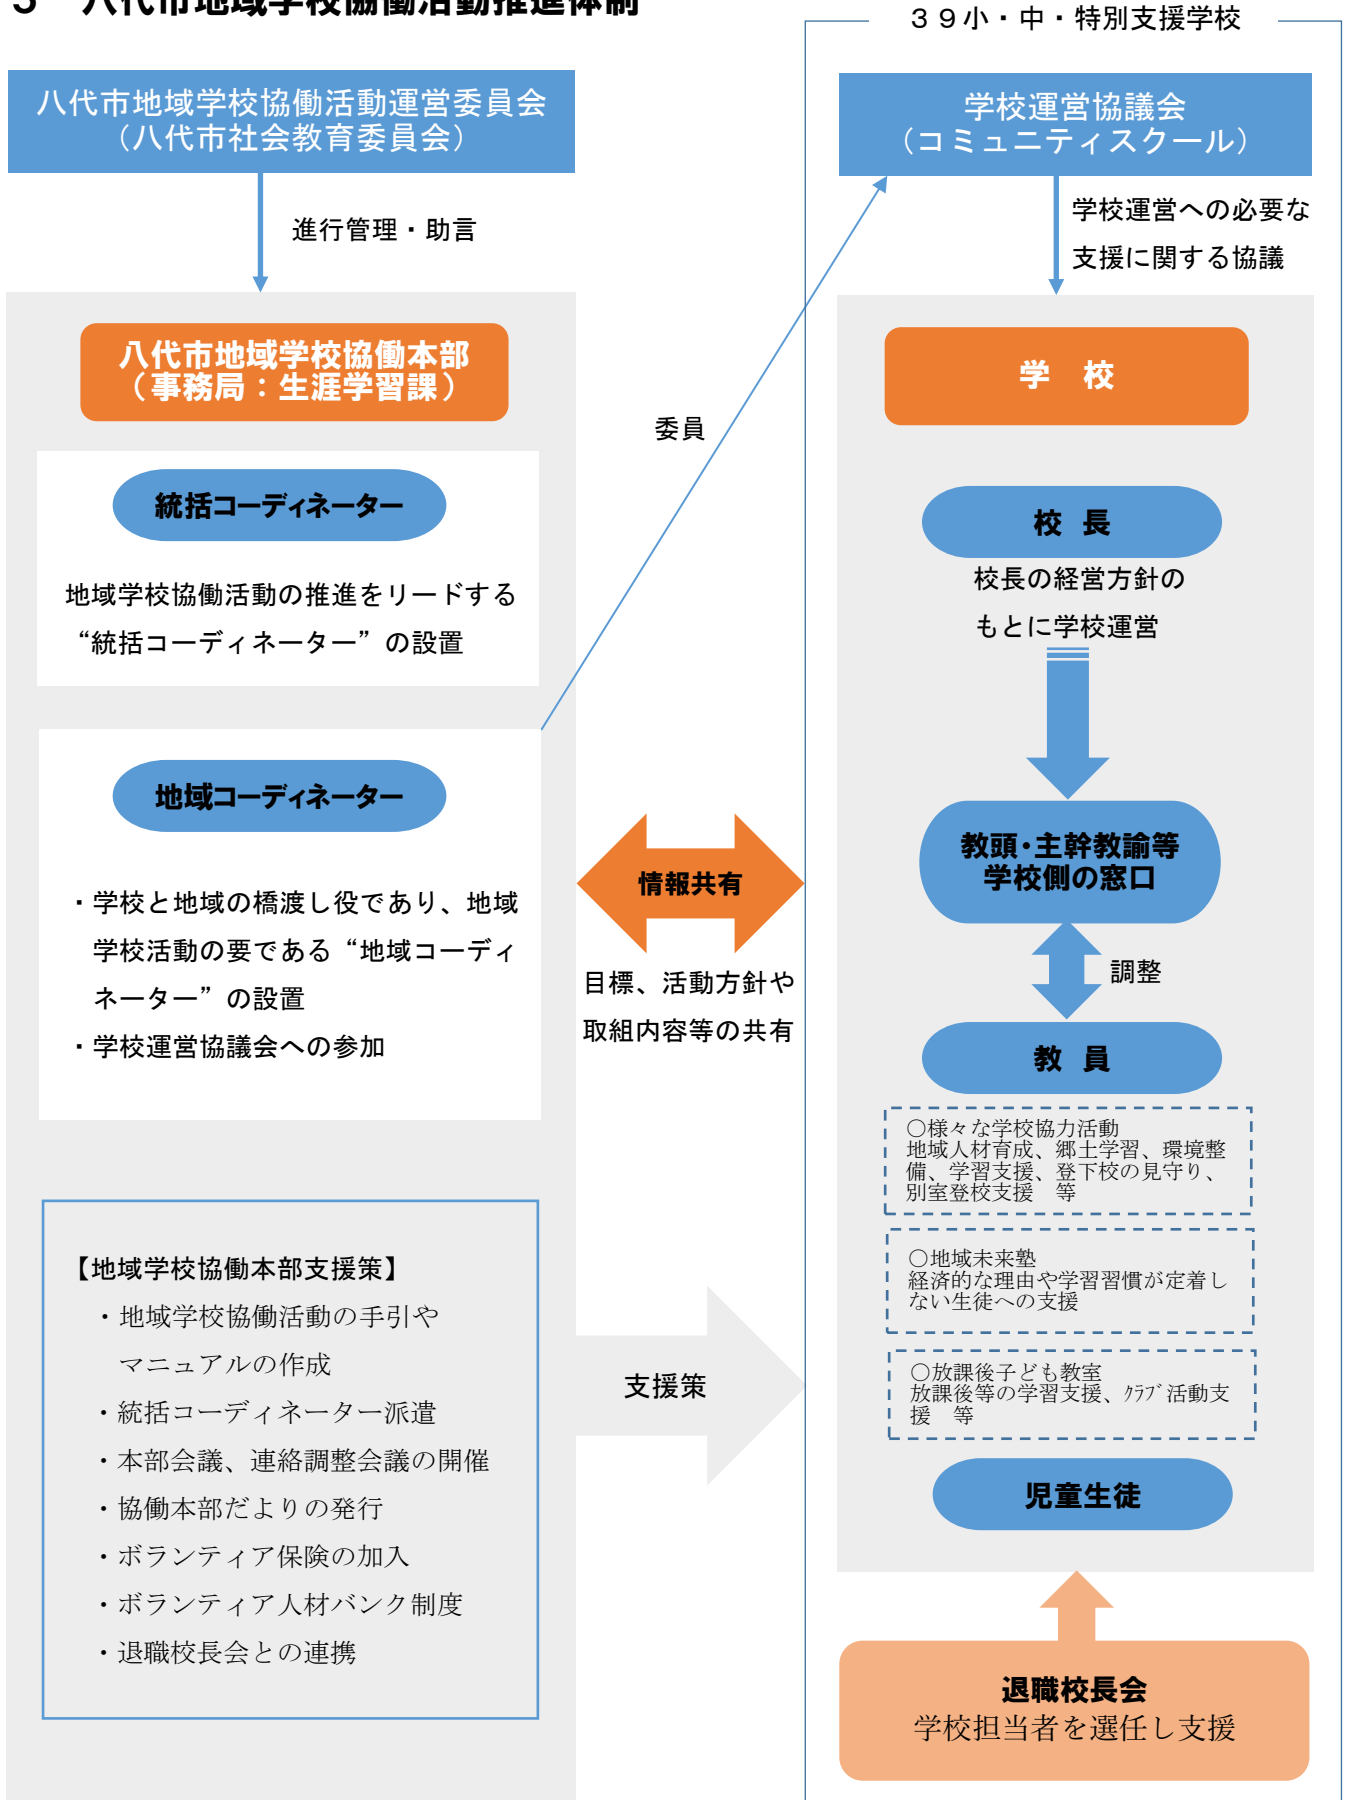 八代市地域学校協働活動推進体制
３９小・中・特別支援学校
八代市地域学校協働活動運営委員会
（八代市社会教育委員会）
進行管理・助言
八代市地域学校協働本部
（事務局：生涯学習課）
統括コーディネーター
地域学校協働活動の推進をリードする
“統括コーディネーター”の設置
地域コーディネーター
・学校と地域の橋渡し役であり、地域
学校活動の要である“地域コーディ
ネーター”の設置
・学校運営協議会への参加
【地域学校協働本部支援策】
・地域学校協働活動の手引や
マニュアルの作成
・統括コーディネーター派遣
・本部会議、連絡調整会議の開催
・協働本部だよりの発行
・ボランティア保険の加入
・ボランティア人材バンク制度
・退職校長会との連携
委員
情報共有
目標、活動方針や
取組内容等の共有
支援策
学校運営協議会
（コミュニティスクール）
学校運営への必要な
支援に関する協議
学　校
校 長
校長の経営方針の
もとに学校運営
教頭・主幹教諭等
学校側の窓口
調整
教 員
○様々な学校協力活動
地域人材育成、郷土学習、環境整
備、学習支援、登下校の見守り、
別室登校支援　等
○地域未来塾
経済的な理由や学習習慣が定着し
ない生徒への支援
○放課後子ども教室
放課後等の学習支援、ｸﾗﾌﾞ活動支
援　等
児童生徒
退職校長会
学校担当者を選任し支援